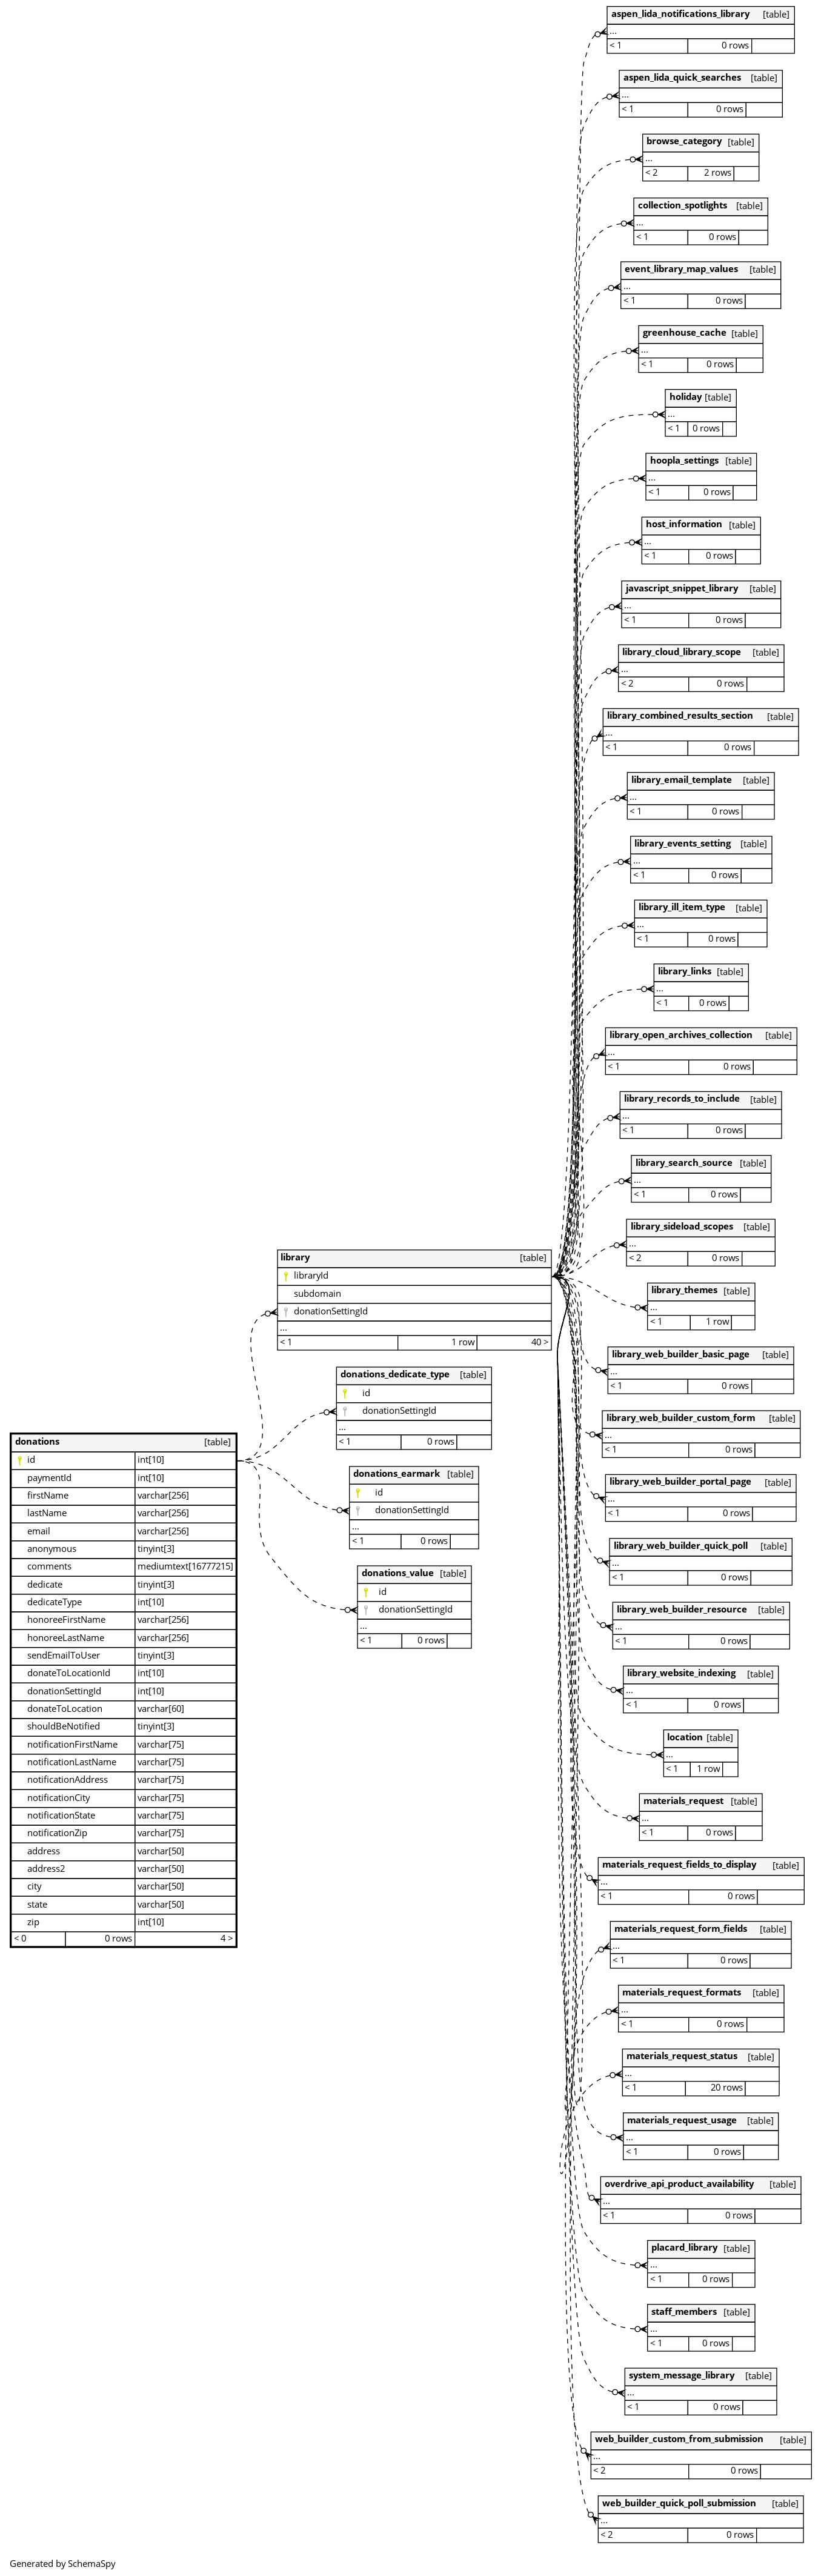 aspen_lida_notifications_library [table]
...
< 1 0 rows
aspen_lida_quick_searches [table]
...
< 1 0 rows
browse_category [table]
...
< 2 2 rows
collection_spotlights [table]
...
< 1 0 rows
event_library_map_values [table]
...
< 1 0 rows
greenhouse_cache [table]
...
< 1 0 rows
holiday [table]
...
< 1 0 rows
hoopla_settings [table]
...
< 1 0 rows
host_information [table]
...
< 1 0 rows
javascript_snippet_library [table]
...
< 1 0 rows
library_cloud_library_scope [table]
...
< 2 0 rows
library_combined_results_section [table]
...
< 1 0 rows
library_email_template [table]
...
< 1 0 rows
library_events_setting [table]
...
< 1 0 rows
library_ill_item_type [table]
...
< 1 0 rows
library_links [table]
...
< 1 0 rows
library_open_archives_collection [table]
...
< 1 0 rows
library_records_to_include [table]
...
< 1 0 rows
library_search_source [table]
...
< 1 0 rows
library_sideload_scopes [table]
...
< 2 0 rows
library [table]
libraryId
subdomain
donationSettingId
...
< 1 1 row 40 >
library_themes [table]
...
< 1 1 row
library_web_builder_basic_page [table]
...
< 1 0 rows
donations_dedicate_type [table]
id
donationSettingId
...
< 1 0 rows
library_web_builder_custom_form [table]
...
< 1 0 rows
donations_earmark [table]
id
donationSettingId
...
< 1 0 rows
library_web_builder_portal_page [table]
...
< 1 0 rows
donations_value [table]
id
donationSettingId
...
< 1 0 rows
donations [table]
id int[10]
paymentId int[10]
firstName varchar[256]
lastName varchar[256]
email varchar[256]
anonymous tinyint[3]
comments mediumtext[16777215]
dedicate tinyint[3]
dedicateType int[10]
honoreeFirstName varchar[256]
honoreeLastName varchar[256]
sendEmailToUser tinyint[3]
donateToLocationId int[10]
donationSettingId int[10]
donateToLocation varchar[60]
shouldBeNotified tinyint[3]
notificationFirstName varchar[75]
notificationLastName varchar[75]
notificationAddress varchar[75]
notificationCity varchar[75]
notificationState varchar[75]
notificationZip varchar[75]
address varchar[50]
address2 varchar[50]
city varchar[50]
state varchar[50]
zip int[10]
< 0 0 rows 4 >
library_web_builder_quick_poll [table]
...
< 1 0 rows
library_web_builder_resource [table]
...
< 1 0 rows
library_website_indexing [table]
...
< 1 0 rows
location [table]
...
< 1 1 row
materials_request [table]
...
< 1 0 rows
materials_request_fields_to_display [table]
...
< 1 0 rows
materials_request_form_fields [table]
...
< 1 0 rows
materials_request_formats [table]
...
< 1 0 rows
materials_request_status [table]
...
< 1 20 rows
materials_request_usage [table]
...
< 1 0 rows
overdrive_api_product_availability [table]
...
< 1 0 rows
placard_library [table]
...
< 1 0 rows
staff_members [table]
...
< 1 0 rows
system_message_library [table]
...
< 1 0 rows
web_builder_custom_from_submission [table]
...
< 2 0 rows
web_builder_quick_poll_submission [table]
...
< 2 0 rows
Generated by SchemaSpy